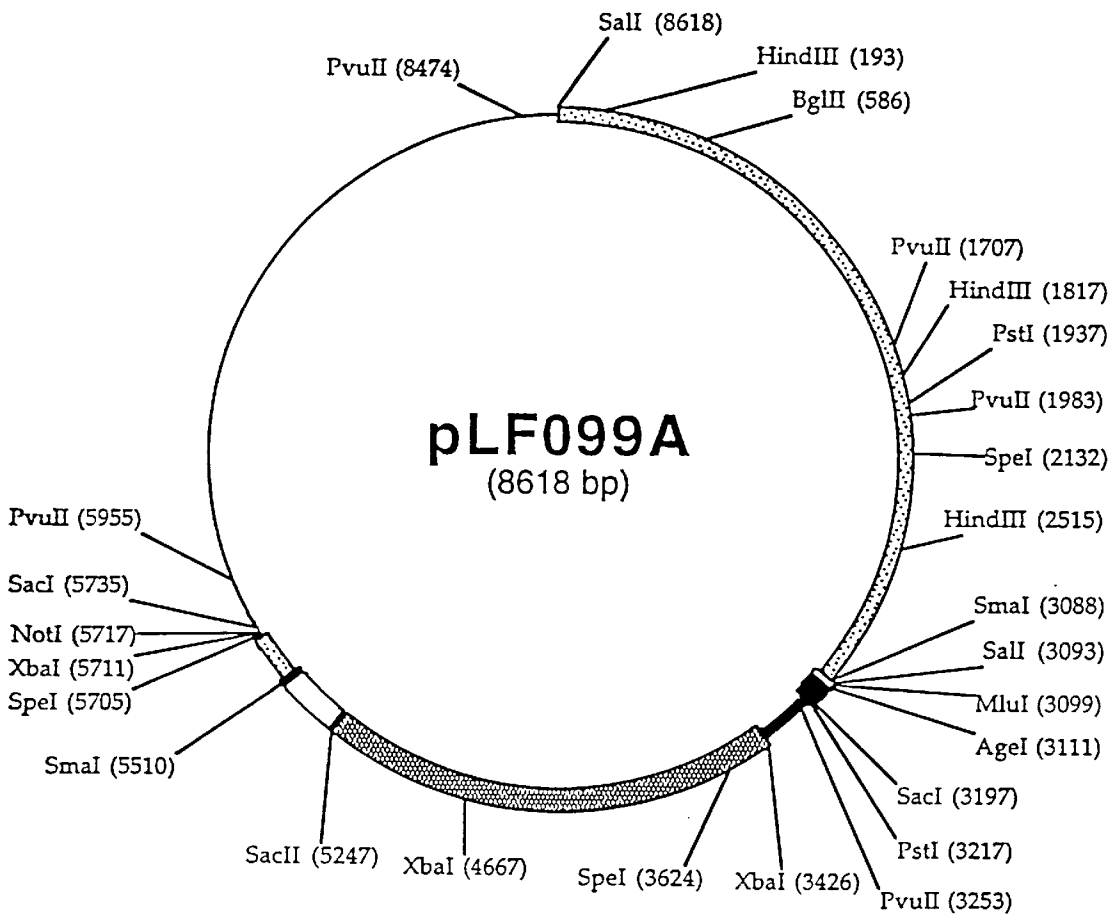 SalI (8618)
HindIII (193)
PvuII (8474)
BglII (586)
PvuII (1707)
HindIII (1817)
PstI (1937)
PvuII (1983)
SpeI (2132)
HindIII (2515)
SmaI (3088)
SalI (3093)
MluI (3099)
AgeI (3111)
SacI (3197)
PstI (3217)
PvuII (3253)
XbaI (3426)
SpeI (3624)
XbaI (4667)
SacII (5247)
SmaI (5510)
SpeI (5705)
XbaI (5711)
NotI (5717)
SacI (5735)
PvuII (5955)
pLF099A
(8618 bp)